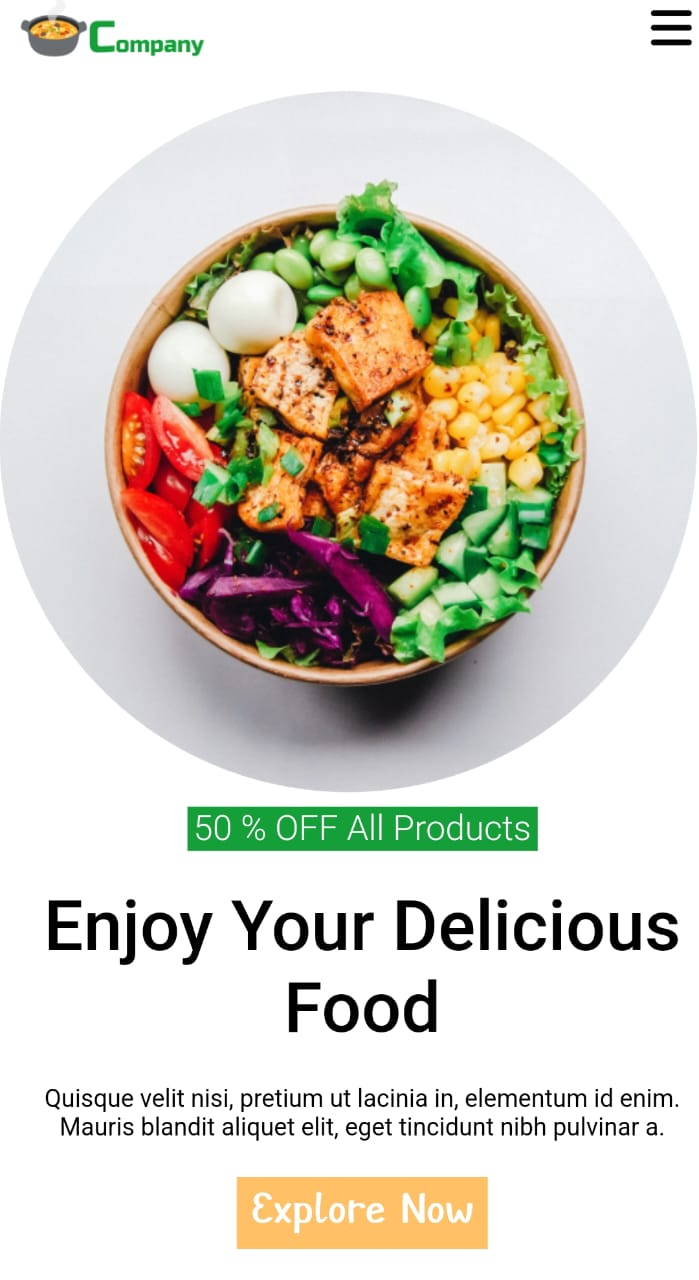 Company
50 % OFF All Products
Enjoy Your Delicious
Food
Quisque velit nisi, pretium ut lacinia in, elementum id enim.
Mauris blandit aliquet elit, eget tincidunt nibh pulvinar a.
Explore Now